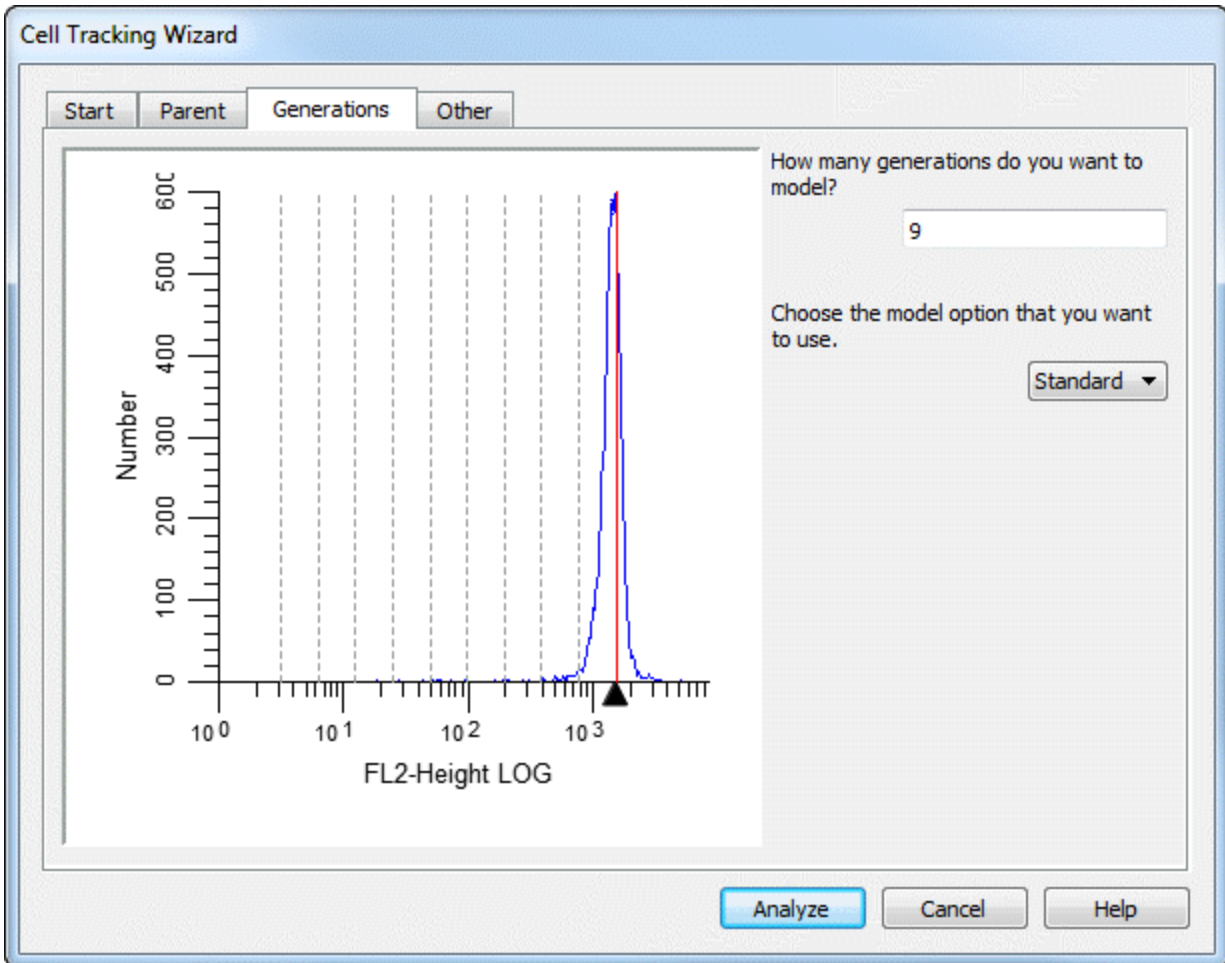 Cell Tracking Wizard
Start
Parent
Generations
Other
How many generations do you want to
model?
9
Choose the model option that you want
to use.
Standard
600
500
400
300
200
100
0
Number
10 0
10 1
10 2
10 3
FL2-Height LOG
Analyze
Cancel
Help